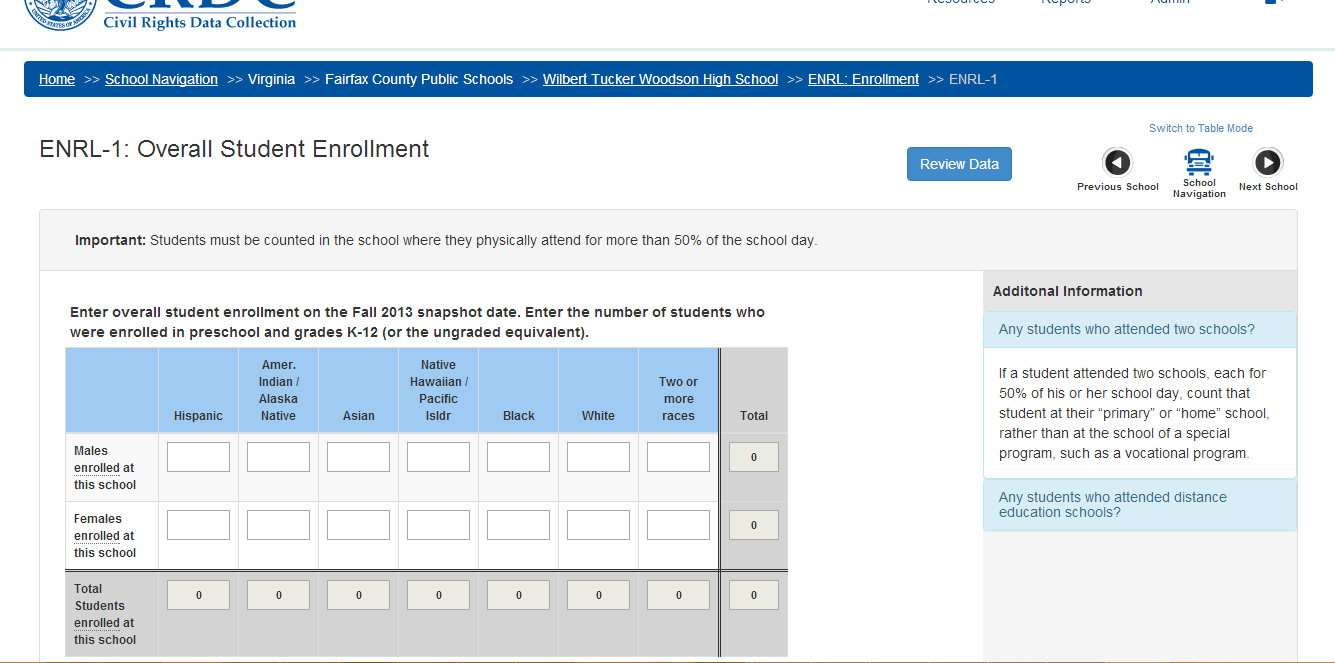 CRDC
UNITED STATES OF AMERICA
Civil Rights Data Collection
Resources Reports Admin
Home >> School Navigation >> Virginia >> Fairfax County Public Schools >> Wilbert Tucker Woodson High School >> ENRL: Enrollment >> ENRL-1
Switch to Table Mode
ENRL-1: Overall Student Enrollment
Review Data
Previous School
School
Navigation
Next School
Important: Students must be counted in the school where they physically attend for more than 50% of the school day.
Enter overall student enrollment on the Fall 2013 snapshot date. Enter the number of students who
were enrolled in preschool and grades K-12 (or the ungraded equivalent).
Hispanic
Amer.
Indian /
Alaska
Native
Asian
Native
Hawaiian /
Pacific
Isldr
Black
White
Two or
more
races
Total
Males
enrolled at
this school
0
Females
enrolled at
this school
0
Total
Students
enrolled at
this school
0 0 0 0 0 0 0 0
Additonal Information
Any students who attended two schools?
If a student attended two schools, each for
50% of his or her school day, count that
student at their “primary” or “home” school,
rather than at the school of a special
program, such as a vocational program.
Any students who attended distance
education schools?